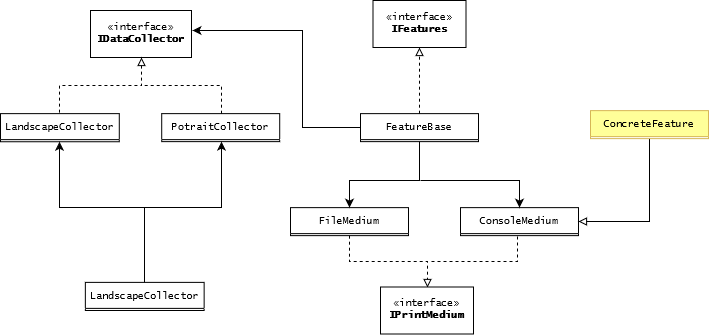 «interface»
IDataCollector
«interface»
IFeatures
LandscapeCollector
PotraitCollector
FeatureBase
ConcreteFeature
FileMedium
ConsoleMedium
LandscapeCollector
«interface»
IPrintMedium